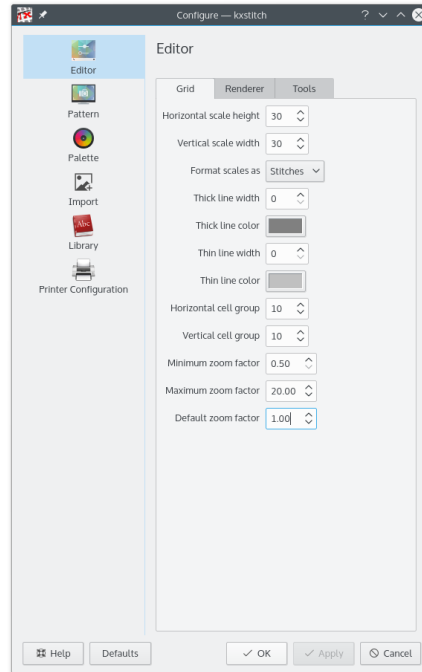 Configure — kxstitch
Editor
Pattern
Palette
Abc
Import
Library
Printer Configuration
Editor
Grid Renderer Tools
Horizontal scale height 30
Vertical scale width 30
Format scales as Stitches
Thick line width 0
Thick line color
Thin line width 0
Thin line color
Horizontal cell group 10
Vertical cell group 10
Minimum zoom factor 0.50
Maximum zoom factor 20.00
Default zoom factor 1.00
Help Defaults OK Apply Cancel